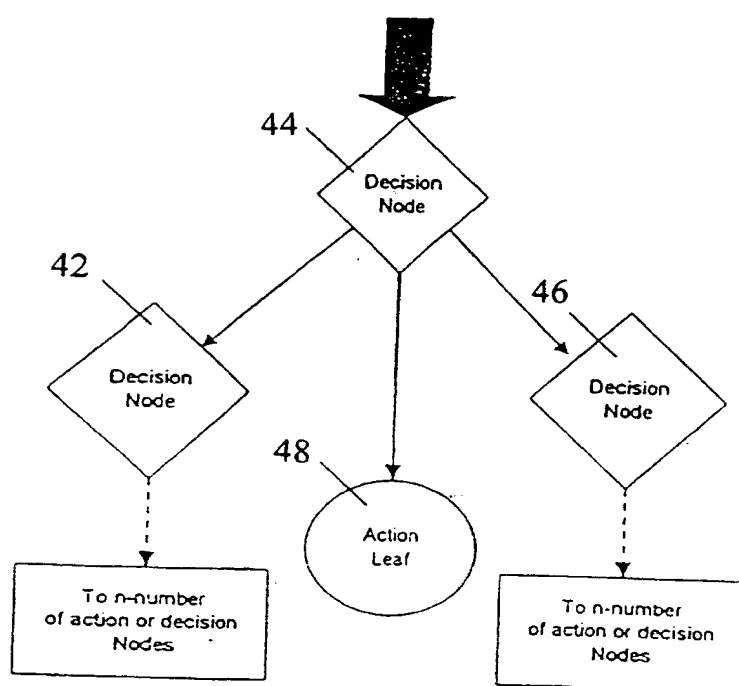 44
Decision
Node
42
46
Decision
Node
Decision
Node
48
Action
Leaf
To n-number
of action or decision
Nodes
To n-number
of action or decision
Nodes